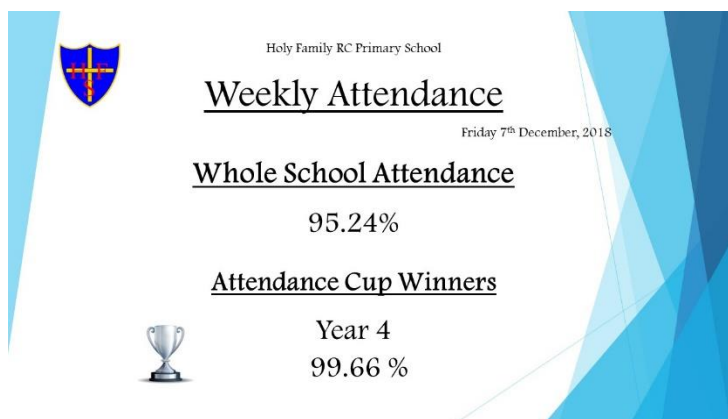 H F
S
Holy Family RC Primary School
Weekly Attendance
Friday 7th December, 2018
Whole School Attendance
95.24%
Attendance Cup Winners
Year 4
99.66 %